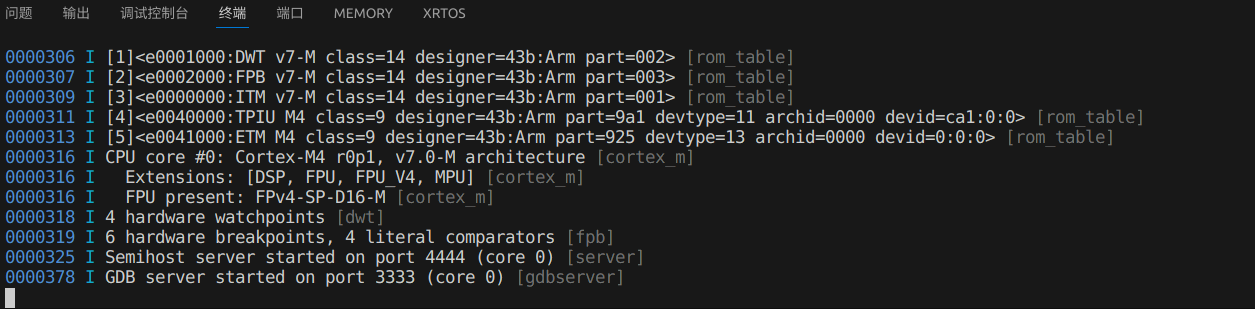 问题 输出 调试控制台 终端 端口 MEMORY XRTOS
0000306 I [1]<e0001000:DWT v7-M class=14 designer=43b:Arm part=002> [rom_table]
0000307 I [2]<e0002000:FPB v7-M class=14 designer=43b:Arm part=003> [rom_table]
0000309 I [3]<e0000000:ITM v7-M class=14 designer=43b:Arm part=001> [rom_table]
0000311 I [4]<e0040000:TPIU M4 class=9 designer=43b:Arm part=9a1 devtype=11 archid=0000 devid=ca1:0:0> [rom_table]
0000313 I [5]<e0041000:ETM M4 class=9 designer=43b:Arm part=925 devtype=13 archid=0000 devid=0:0:0> [rom_table]
0000316 I CPU core #0: Cortex-M4 r0p1, v7.0-M architecture [cortex_m]
0000316 I   Extensions: [DSP, FPU, FPU_V4, MPU] [cortex_m]
0000316 I   FPU present: FPv4-SP-D16-M [cortex_m]
0000318 I 4 hardware watchpoints [dwt]
0000319 I 6 hardware breakpoints, 4 literal comparators [fpb]
0000325 I Semihost server started on port 4444 (core 0) [server]
0000378 I GDB server started on port 3333 (core 0) [gdbserver]